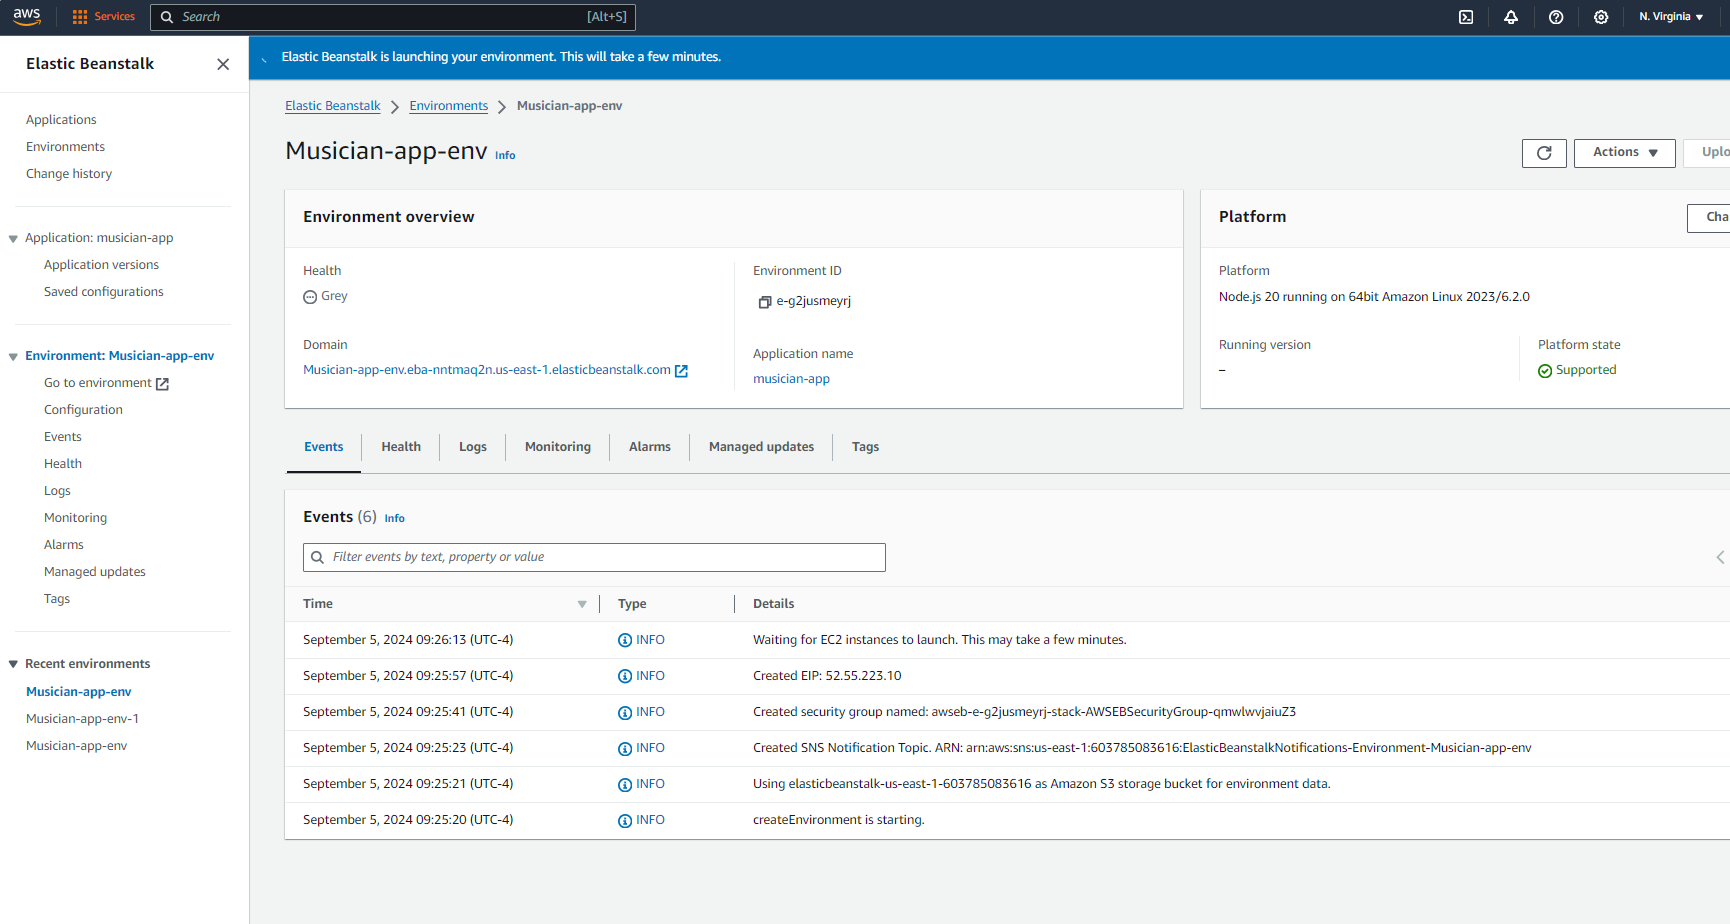 aws
Services
Search
[Alt+S]
N. Virginia
Elastic Beanstalk
Applications
Environments
Change history
Application: musician-app
Application versions
Saved configurations
Environment: Musician-app-env
Go to environment
Configuration
Events
Health
Logs
Monitoring
Alarms
Managed updates
Tags
Recent environments
Musician-app-env
Musician-app-env-1
Musician-app-env
Elastic Beanstalk is launching your environment. This will take a few minutes.
Elastic Beanstalk Environments Musician-app-env
Musician-app-env Info
Actions Uplo
Environment overview
Health
Grey
Domain
Musician-app-env.eba-nntmaq2n.us-east-1.elasticbeanstalk.com
Environment ID
e-g2jusmeyrj
Application name
musician-app
Platform
Cha
Platform
Node.js 20 running on 64bit Amazon Linux 2023/6.2.0
Running version
–
Platform state
Supported
Events Health Logs Monitoring Alarms Managed updates Tags
Events (6) Info
Filter events by text, property or value
Time Type Details
September 5, 2024 09:26:13 (UTC-4) INFO Waiting for EC2 instances to launch. This may take a few minutes.
September 5, 2024 09:25:57 (UTC-4) INFO Created EIP: 52.55.223.10
September 5, 2024 09:25:41 (UTC-4) INFO Created security group named: awseb-e-g2jusmeyrj-stack-AWSEBSecurityGroup-qmwlwvjaiuZ3
September 5, 2024 09:25:23 (UTC-4) INFO Created SNS Notification Topic. ARN: arn:aws:sns:us-east-1:603785083616:ElasticBeanstalkNotifications-Environment-Musician-app-env
September 5, 2024 09:25:21 (UTC-4) INFO Using elasticbeanstalk-us-east-1-603785083616 as Amazon S3 storage bucket for environment data.
September 5, 2024 09:25:20 (UTC-4) INFO createEnvironment is starting.